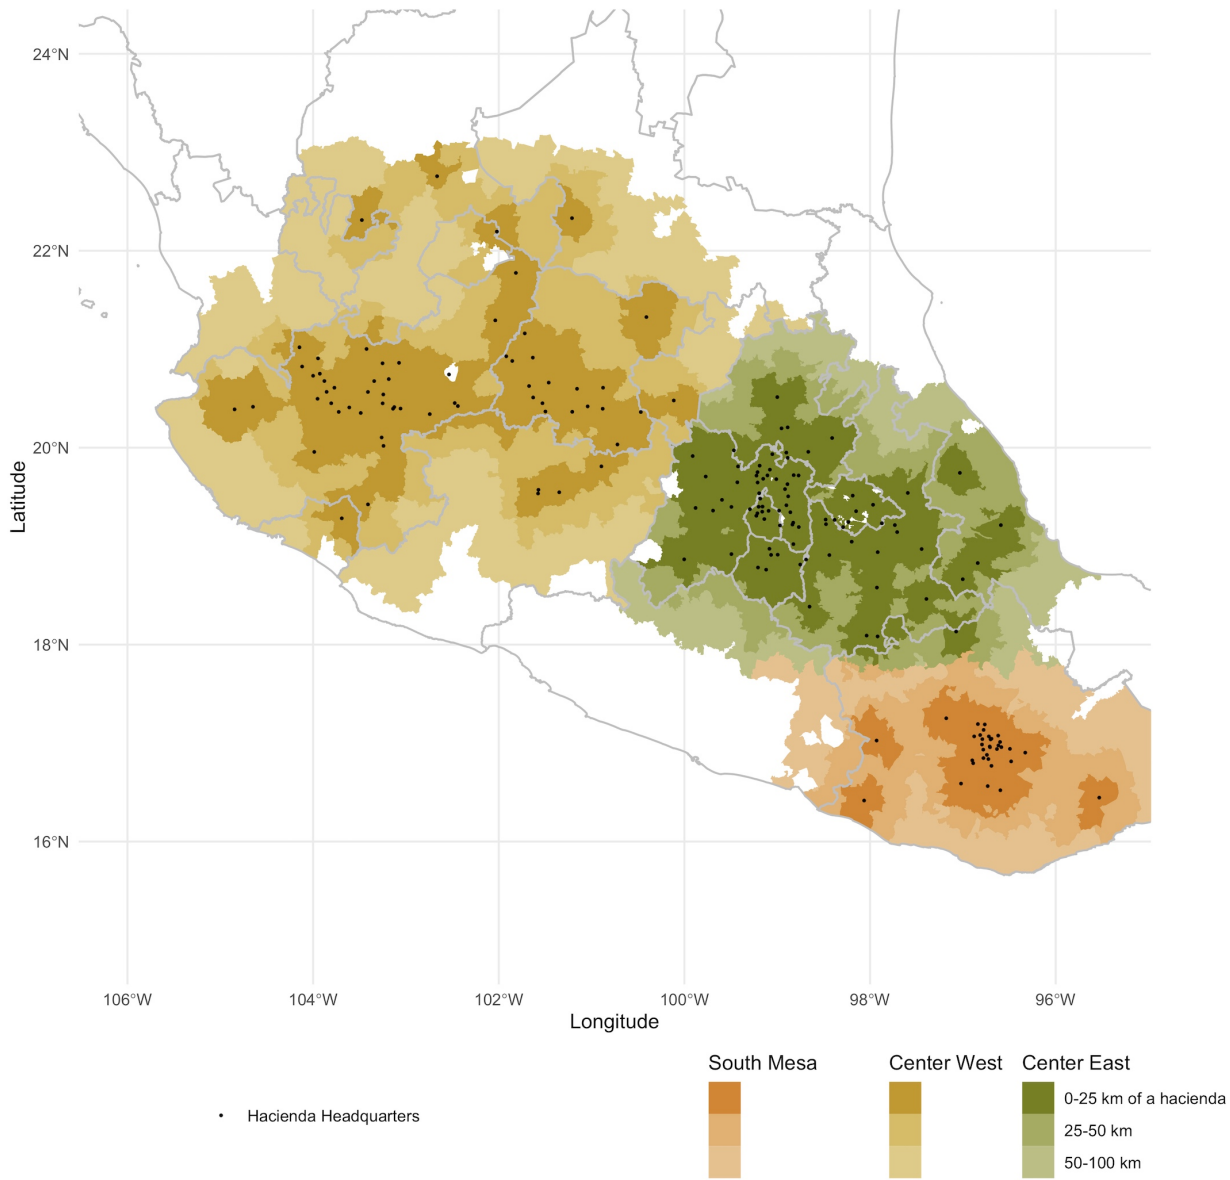 24°N
22°N
20°N
18°N
16°N
Latitude
106°W 104°W 102°W 100°W 98°W 96°W
Longitude
South Mesa Center West Center East
0-25 km of a hacienda
Hacienda Headquarters
25-50 km
50-100 km